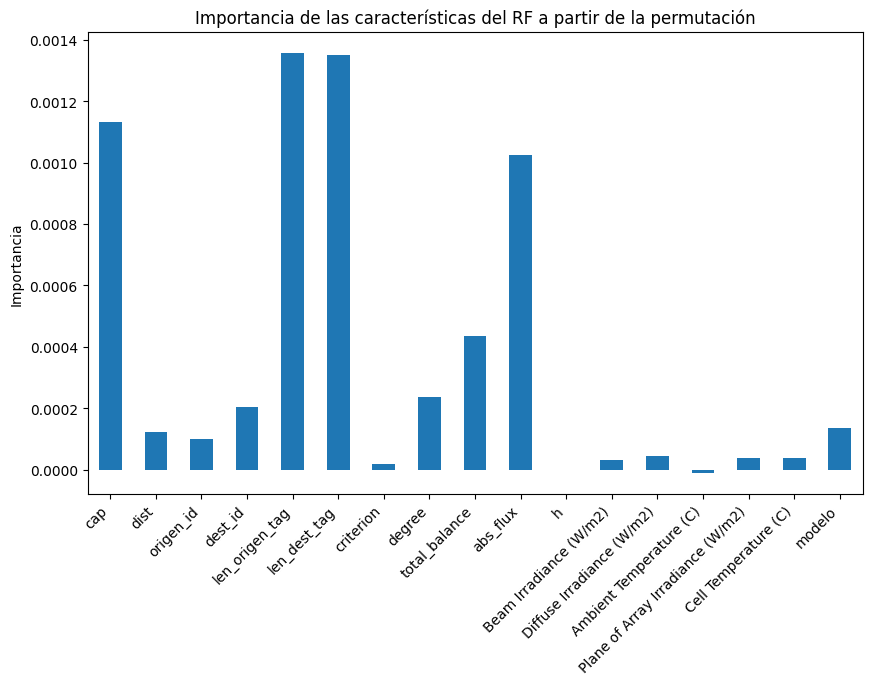 Importancia de las características del RF a partir de la permutación
0.0014
0.0012
0.0010
0.0008
0.0006
0.0004
0.0002
0.0000
Importancia
cap
dist
origen_id
dest_id
len_origen_tag
len_dest_tag
criterion
degree
total_balance
abs_flux
h
Beam Irradiance (W/m2)
Diffuse Irradiance (W/m2)
Ambient Temperature (C)
Plane of Array Irradiance (W/m2)
Cell Temperature (C)
modelo